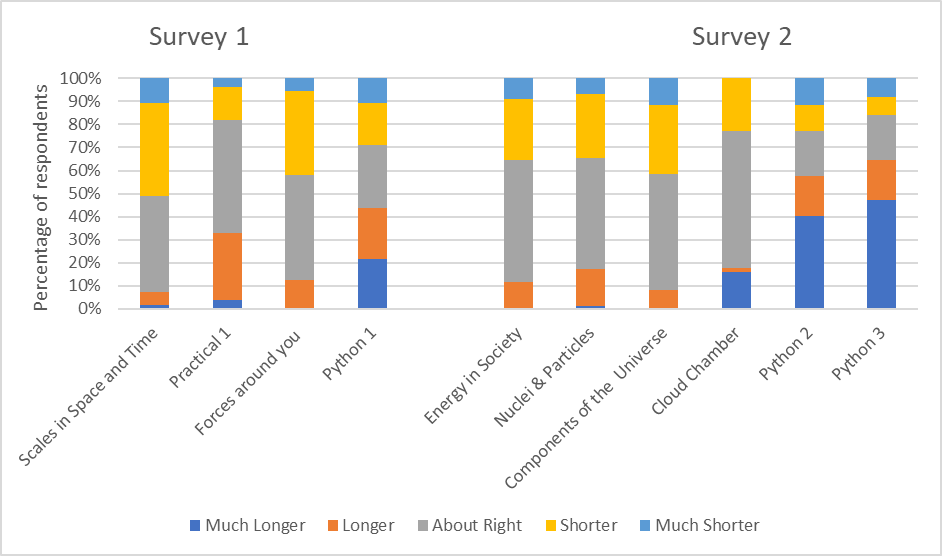 Survey 1
Survey 2
Percentage of respondents
100%
90%
80%
70%
60%
50%
40%
30%
20%
10%
0%
Scales in Space and Time
Practical 1
Forces around you
Python 1
Energy in Society
Nuclei & Particles
Components of the Universe
Cloud Chamber
Python 2
Python 3
Much Longer
Longer
About Right
Shorter
Much Shorter